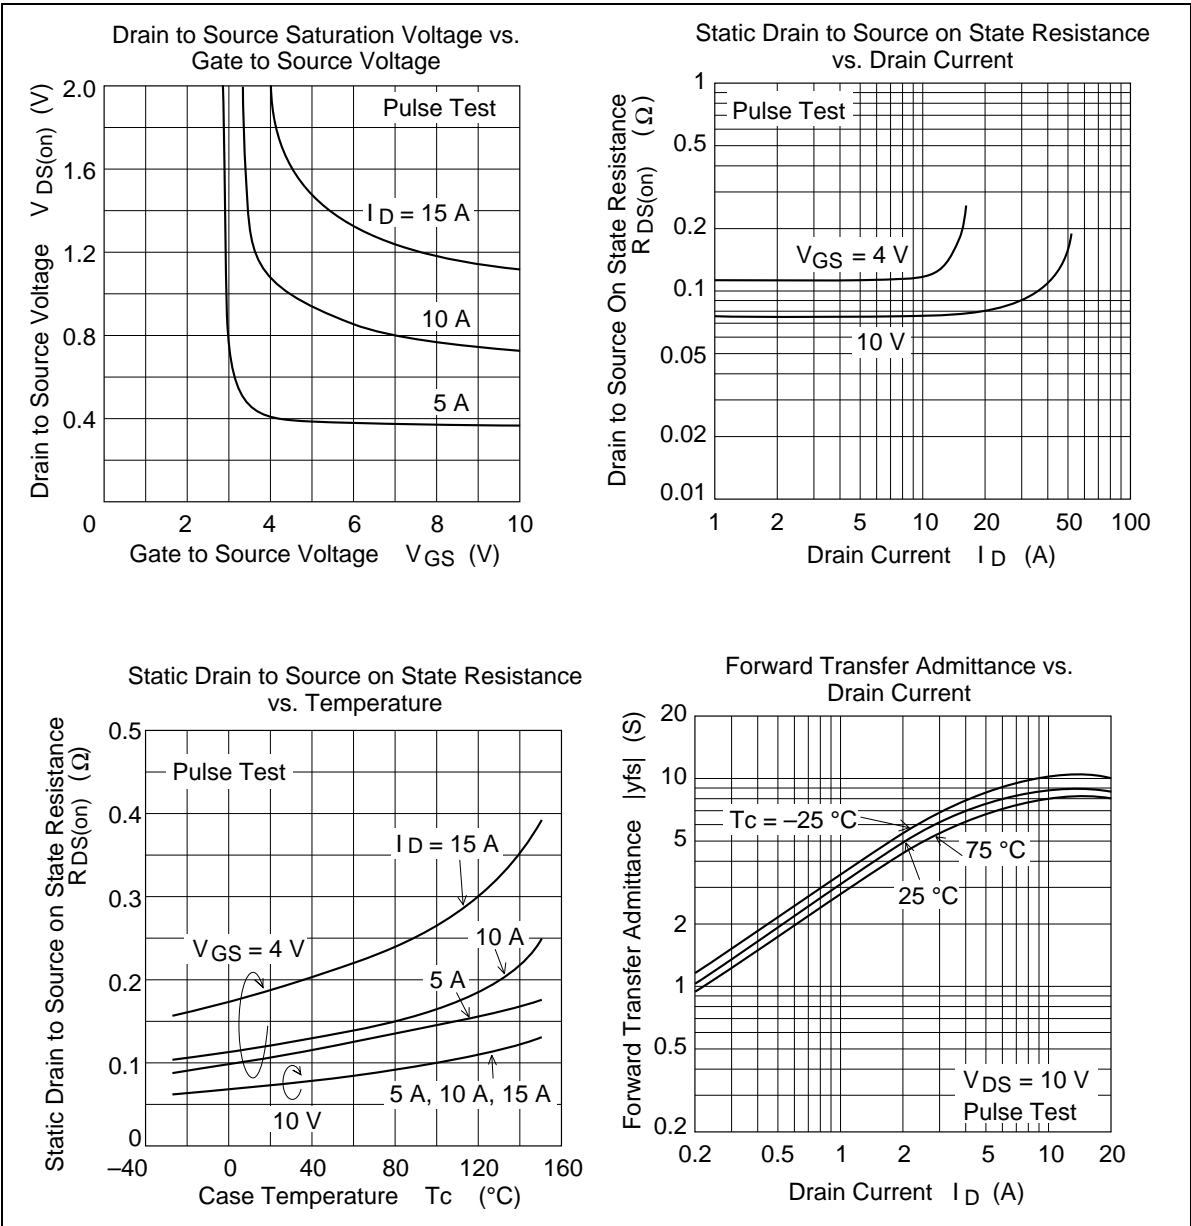 Drain to Source Saturation Voltage vs.
Gate to Source Voltage
Drain to Source Voltage V DS(on) (V)
2.0
1.6
1.2
0.8
0.4
0
2
4
6
8
10
Pulse Test
I D = 15 A
10 A
5 A
Gate to Source Voltage V GS (V)
Static Drain to Source on State Resistance
vs. Drain Current
Drain to Source On State Resistance
R DS(on) (Ω)
1
0.5
0.2
0.1
0.05
0.02
0.01
1
2
5
10
20
50
100
Pulse Test
VGS = 4 V
10 V
Drain Current I D (A)
Static Drain to Source on State Resistance
vs. Temperature
Static Drain to Source on State Resistance
R DS(on) (Ω)
0.5
0.4
0.3
0.2
0.1
0
–40
0
40
80
120
160
Pulse Test
I D = 15 A
VGS = 4 V
10 A
5 A
5 A, 10 A, 15 A
10 V
Case Temperature Tc (°C)
Forward Transfer Admittance vs.
Drain Current
Forward Transfer Admittance |yfs| (S)
20
10
5
2
1
0.5
0.2
0.2
0.5
1
2
5
10
20
Tc = –25 °C
75 °C
25 °C
V DS = 10 V
Pulse Test
Drain Current I D (A)